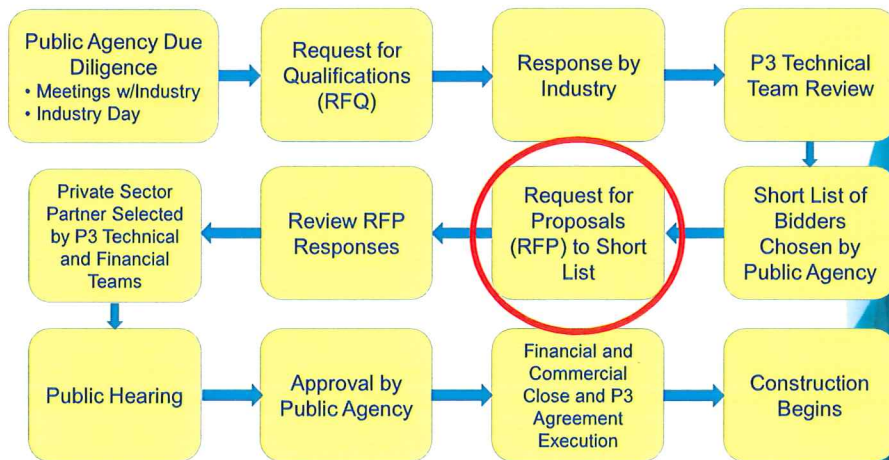 Public Agency Due
Diligence
• Meetings w/Industry
• Industry Day
Request for
Qualifications
(RFQ)
Response by
Industry
P3 Technical
Team Review
Short List of
Bidders
Chosen by
Public Agency
Request for
Proposals
(RFP) to Short
List
Review RFP
Responses
Private Sector
Partner Selected
by P3 Technical
and Financial
Teams
Public Hearing
Approval by
Public Agency
Financial and
Commercial
Close and P3
Agreement
Execution
Construction
Begins